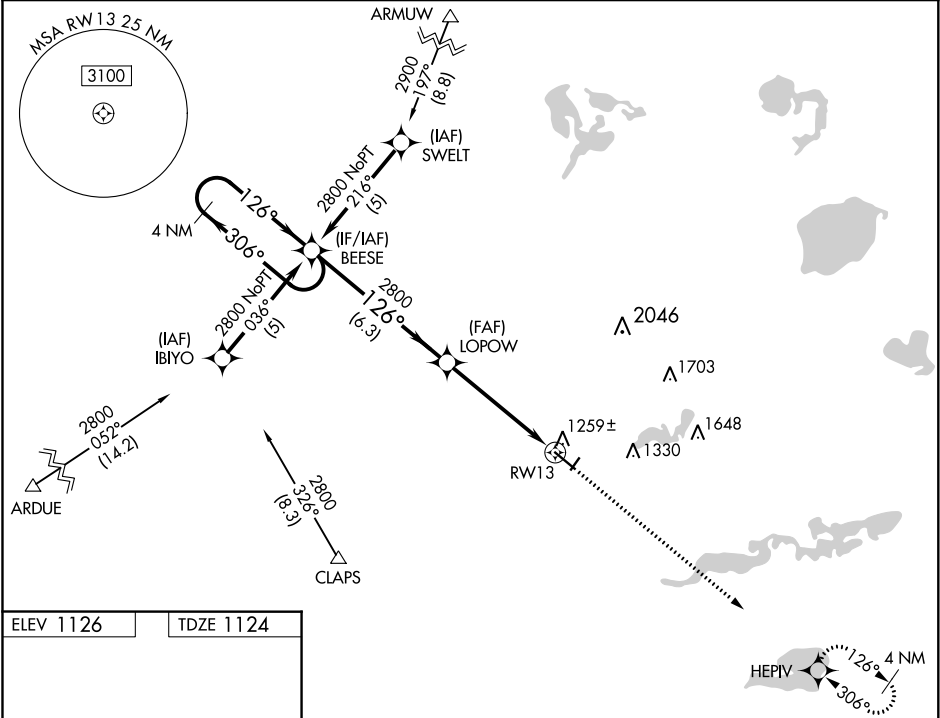 MSA RW13 25 NM
3100
ARMUW
2900
197°
(8.8)
(IAF)
SWELT
2800 NoPT
216°
(5)
126°
4 NM
306°
(IF/IAF)
BEESE
2800 NoPT
036°
(5)
2800
126°
(6.3)
(IAF)
IBIYO
(FAF)
LOPOW
2046
1703
2800
052°
(14.2)
1259±
1648
1330
RW13
ARDUE
2800
326°
(8.3)
CLAPS
ELEV 1126
TDZE 1124
HEPIV
126°
4 NM
306°